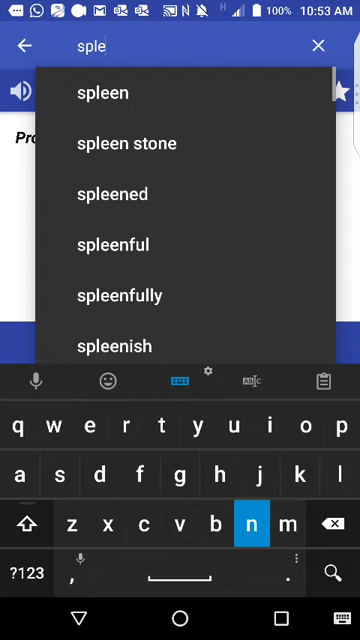 100% 10:53 AM
sple
Pro
spleen
spleen stone
spleened
spleenful
spleenfully
spleenish
q w e r t y u i o p
a s d f g h j k l
z x c v b n m
?123 , .